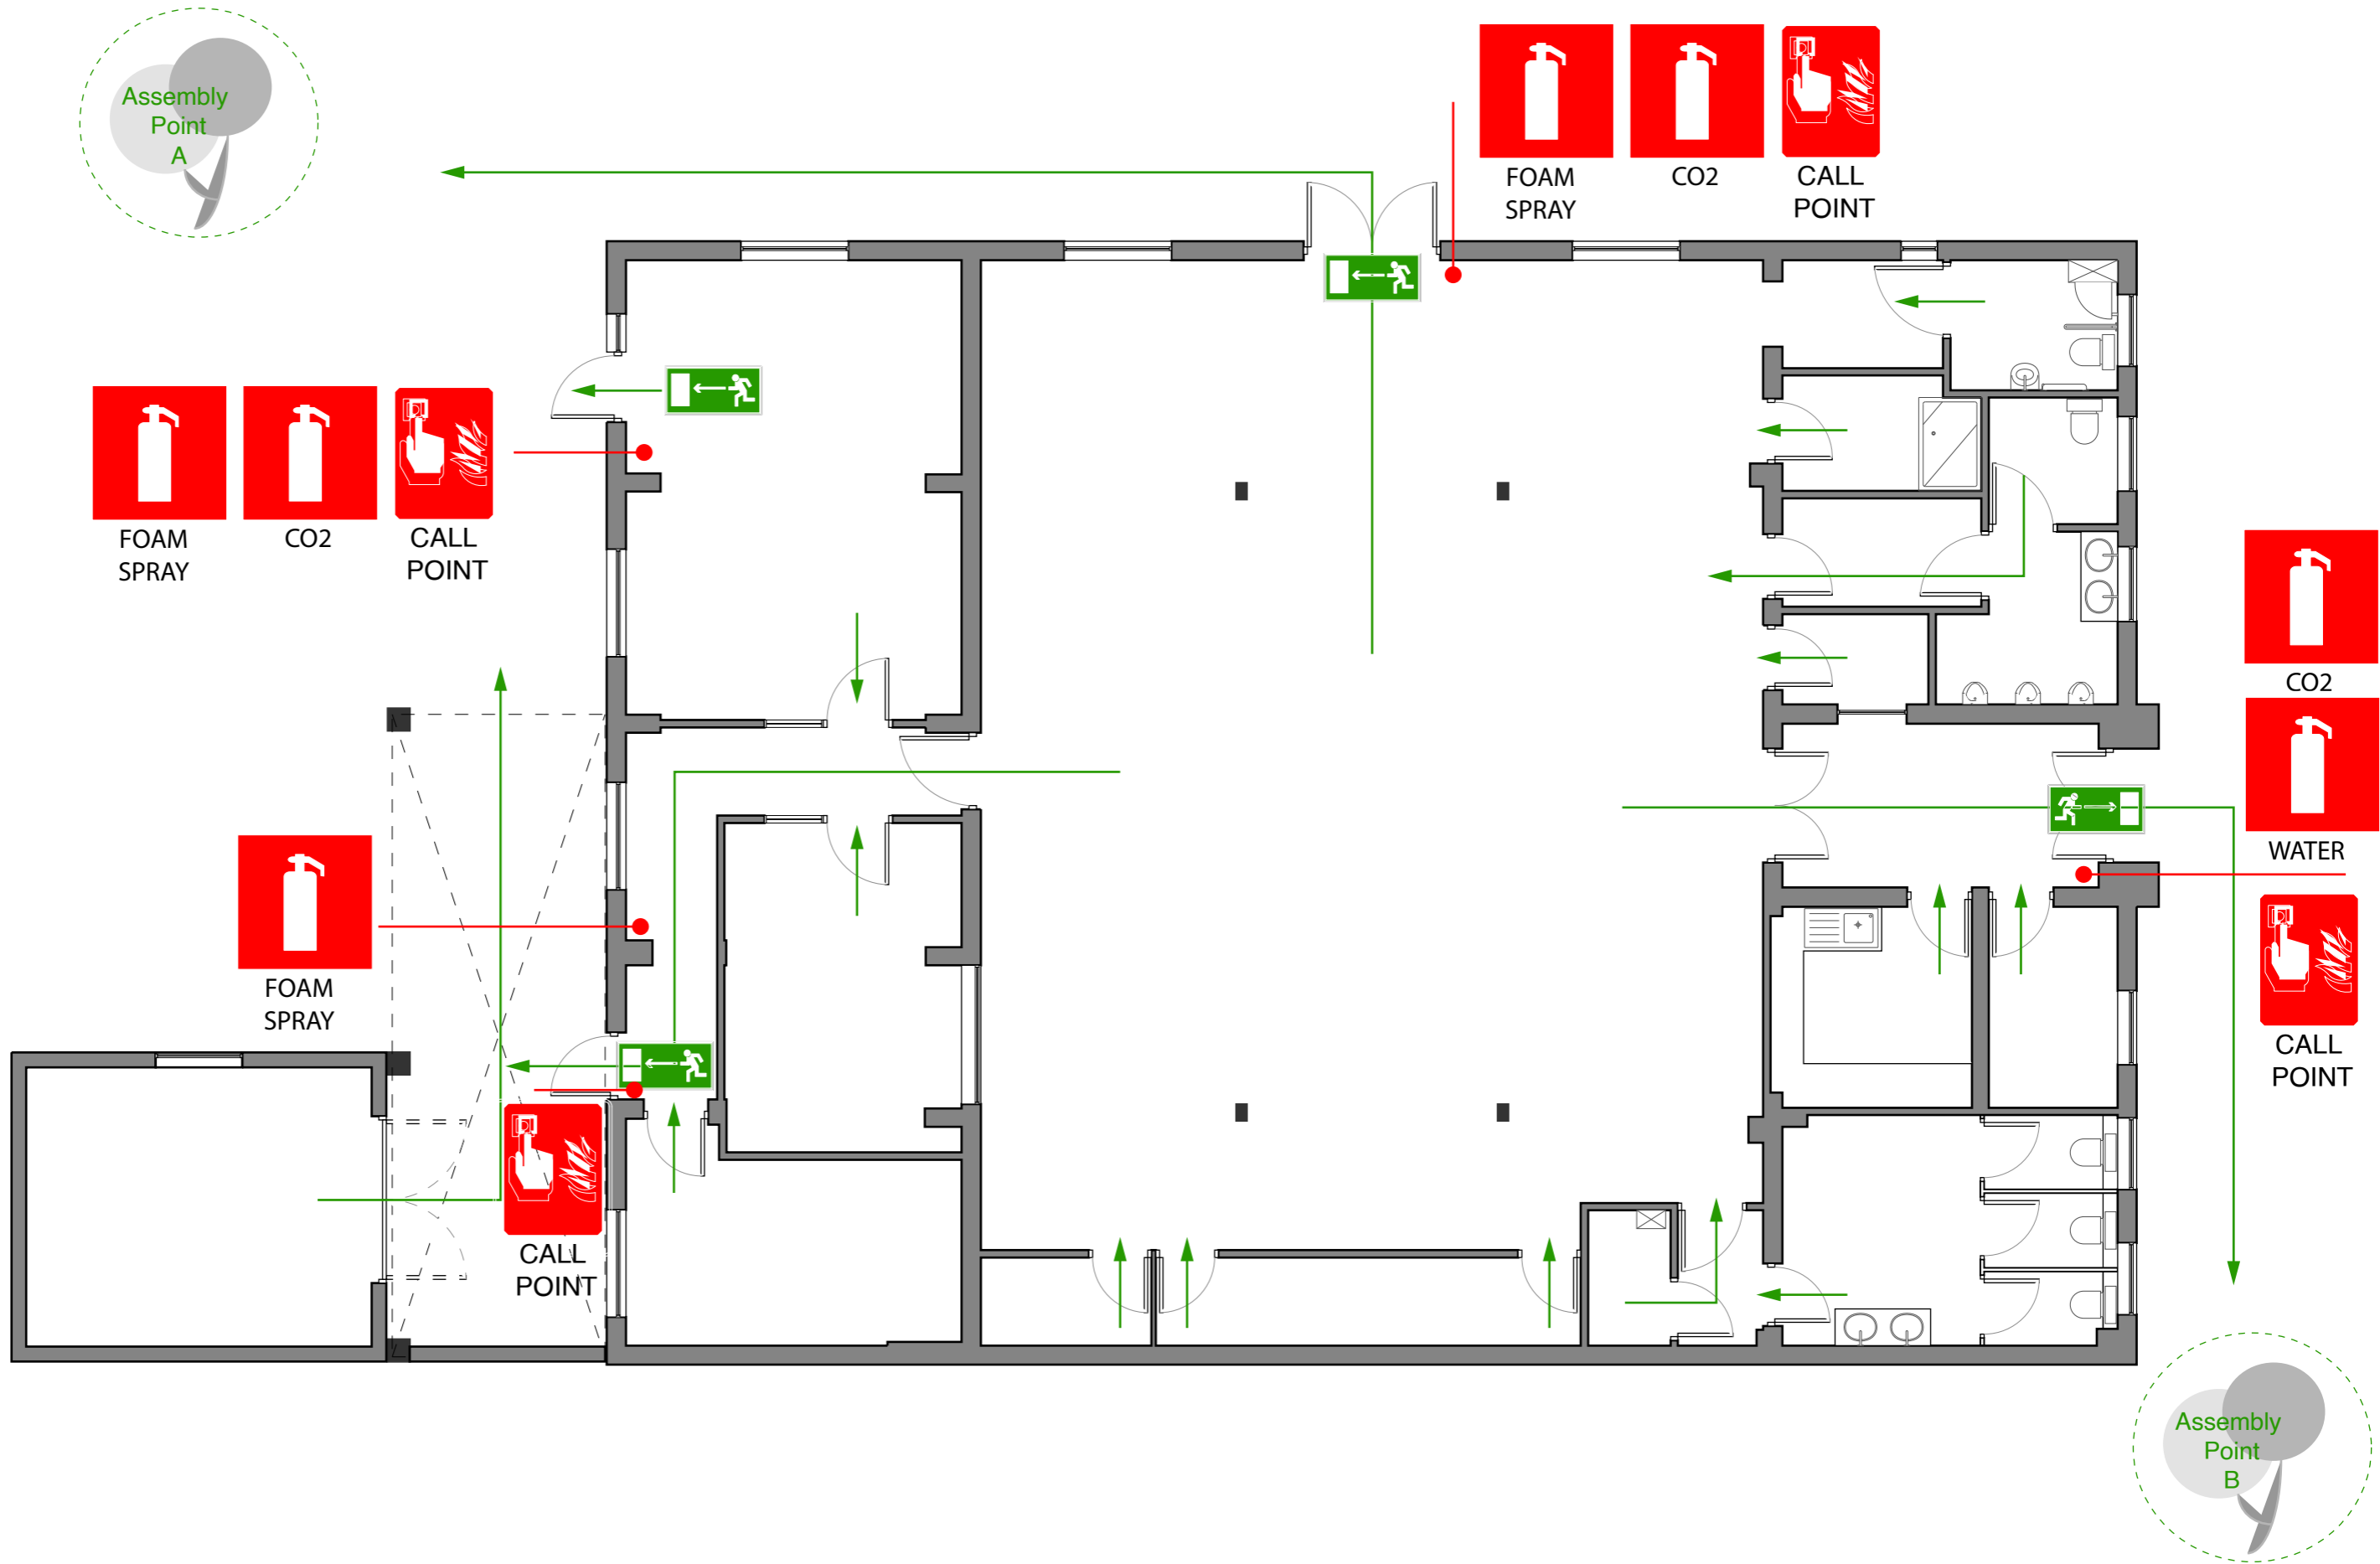 Assembly
Point
A
FOAM
SPRAY
CO2
CALL
POINT
FOAM
SPRAY
CO2
CALL
POINT
CO2
WATER
CALL
POINT
FOAM
SPRAY
CALL
POINT
Assembly
Point
B